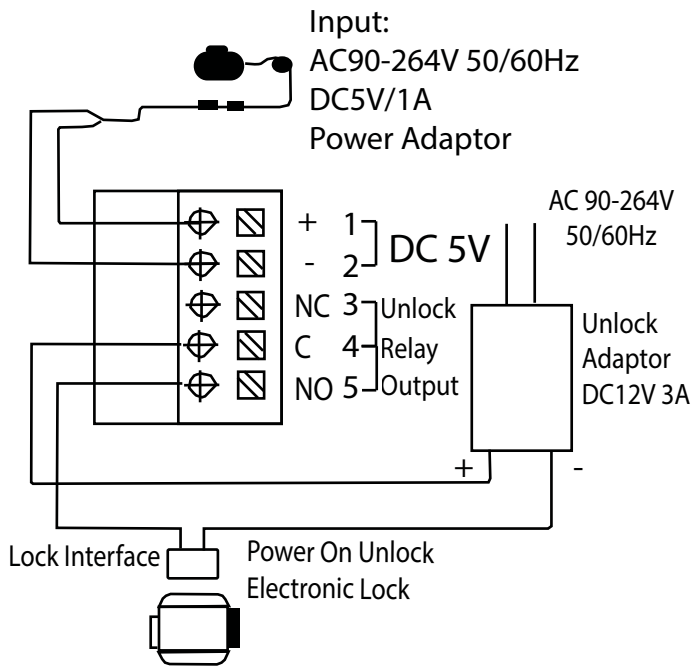 Input:
AC90-264V 50/60Hz
DC5V/1A
Power Adaptor
AC 90-264V
50/60Hz
+ 1
- 2
DC 5V
NC 3 Unlock
C 4 Relay
NO 5 Output
Unlock
Adaptor
DC12V 3A
+ -
Lock Interface
Power On Unlock
Electronic Lock